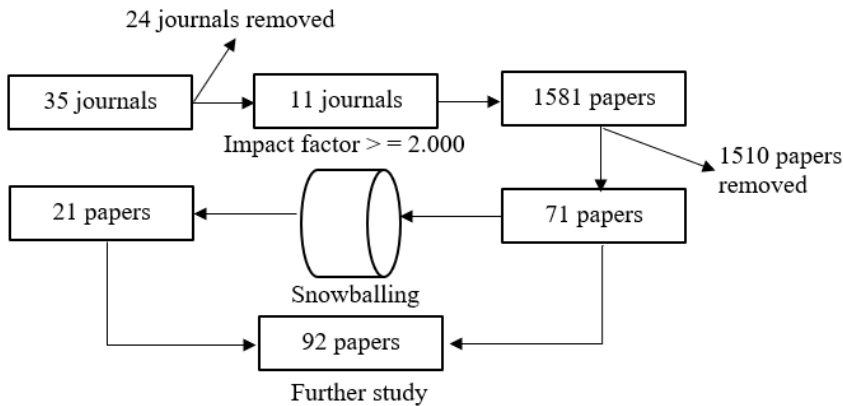 24 journals removed
35 journals
11 journals
1581 papers
Impact factor > = 2.000
1510 papers
removed
21 papers
71 papers
Snowballing
92 papers
Further study